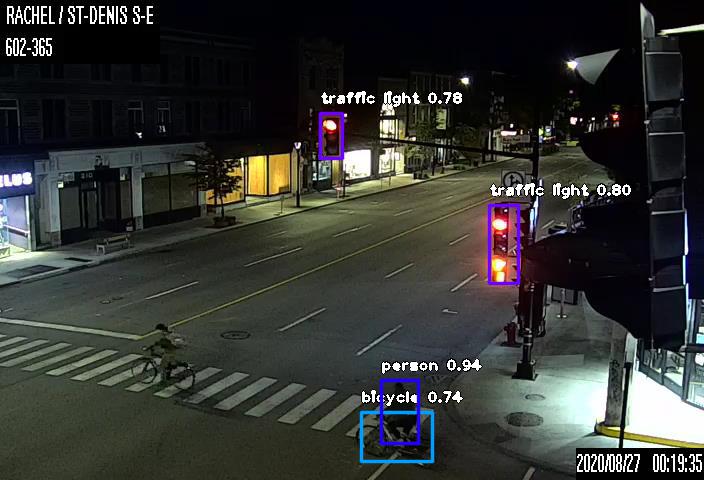 RACHEL / ST-DENIS S-E
602-365
traffic light 0.78
ELUS
traffic light 0.80
person 0.94
bicycle 0.74
2020/08/27 00:19:35